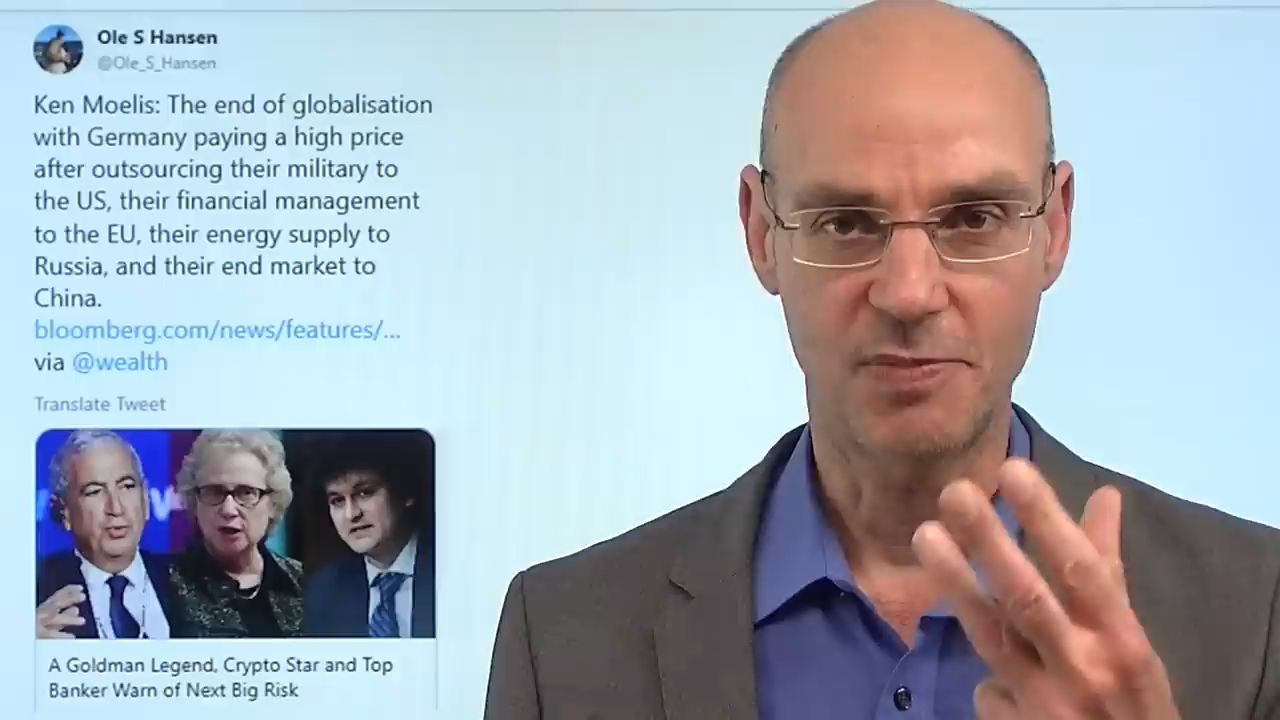 Ole S Hansen
@Ole_S_Hansen
Ken Moelis: The end of globalisation
with Germany paying a high price
after outsourcing their military to
the US, their financial management
to the EU, their energy supply to
Russia, and their end market to
China.
bloomberg.com/news/features/...
via @wealth
Translate Tweet
A Goldman Legend, Crypto Star and Top
Banker Warn of Next Big Risk